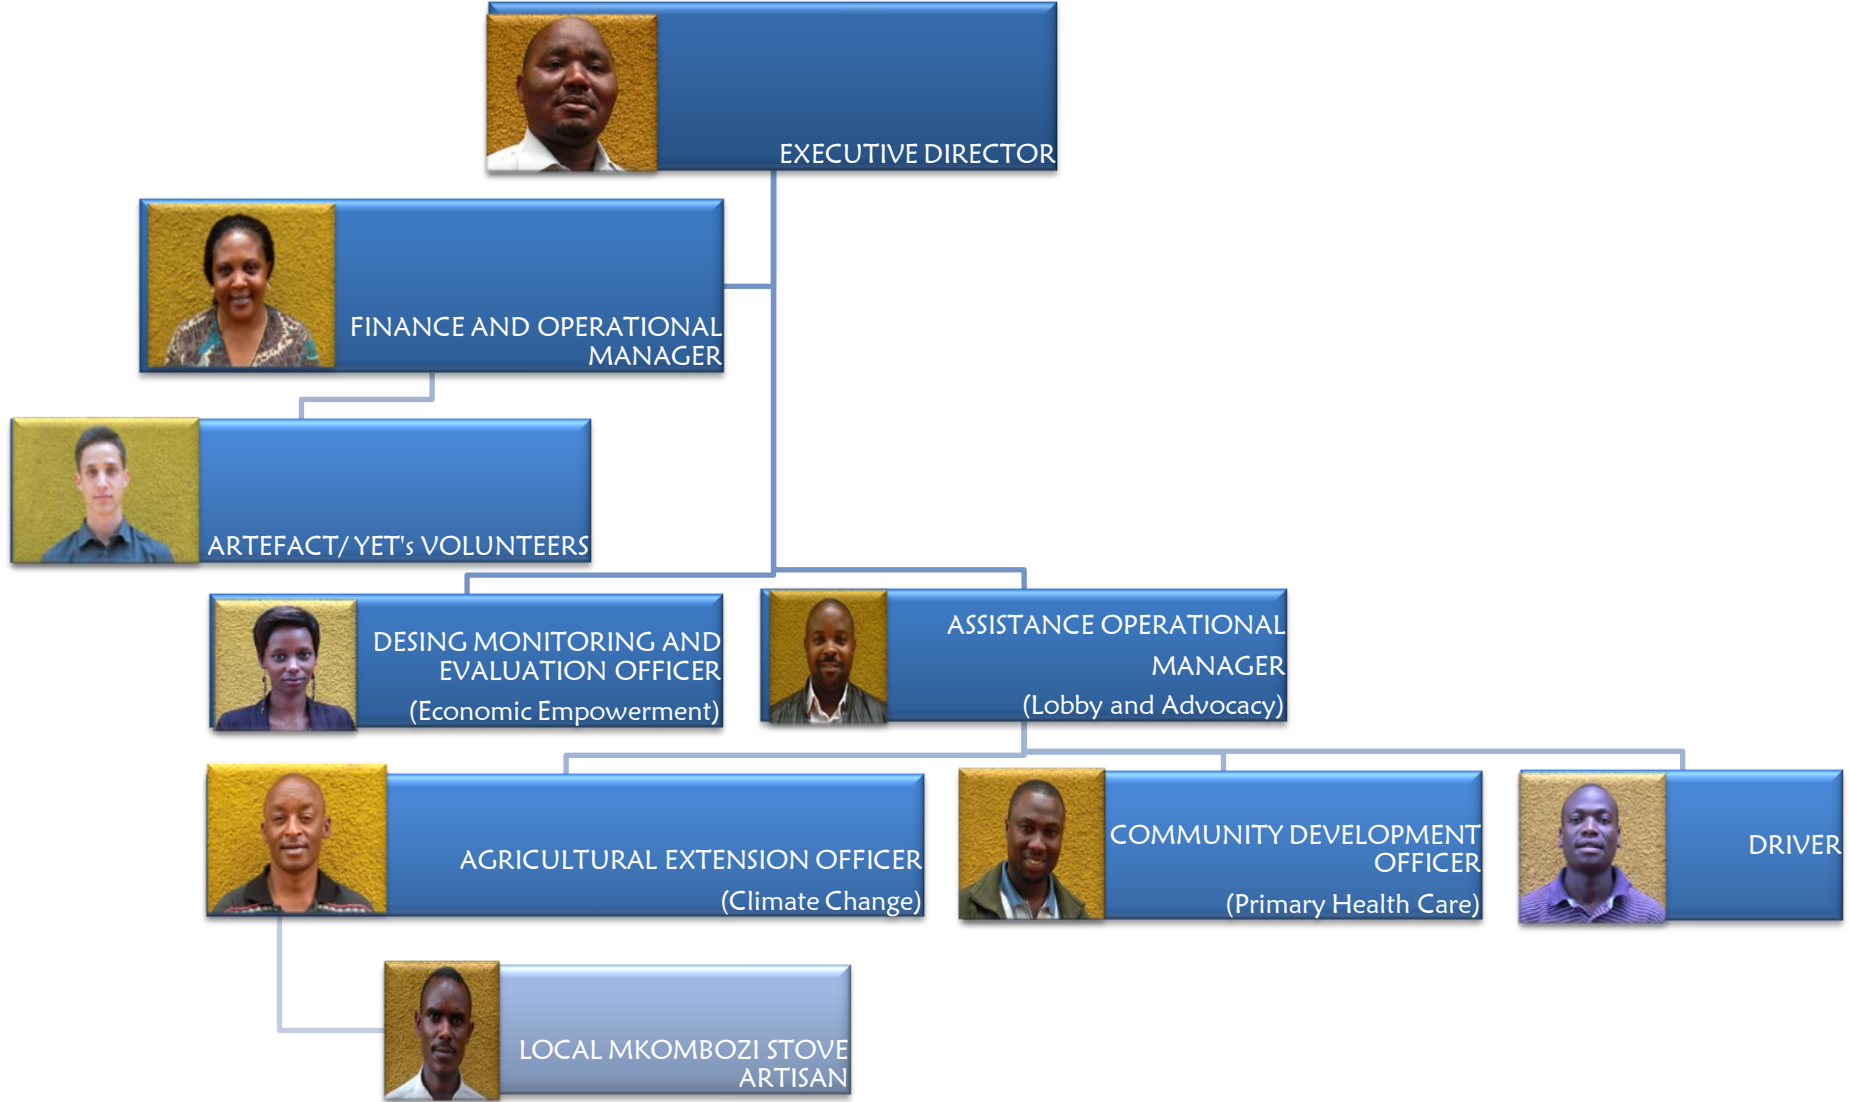 EXECUTIVE DIRECTOR
FINANCE AND OPERATIONAL
MANAGER
ARTEFACT/ YET's VOLUNTEERS
DESING MONITORING AND
EVALUATION OFFICER
(Economic Empowerment)
ASSISTANCE OPERATIONAL
MANAGER
(Lobby and Advocacy)
AGRICULTURAL EXTENSION OFFICER
(Climate Change)
COMMUNITY DEVELOPMENT
OFFICER
(Primary Health Care)
DRIVER
LOCAL MKOMBOZI STOVE
ARTISAN